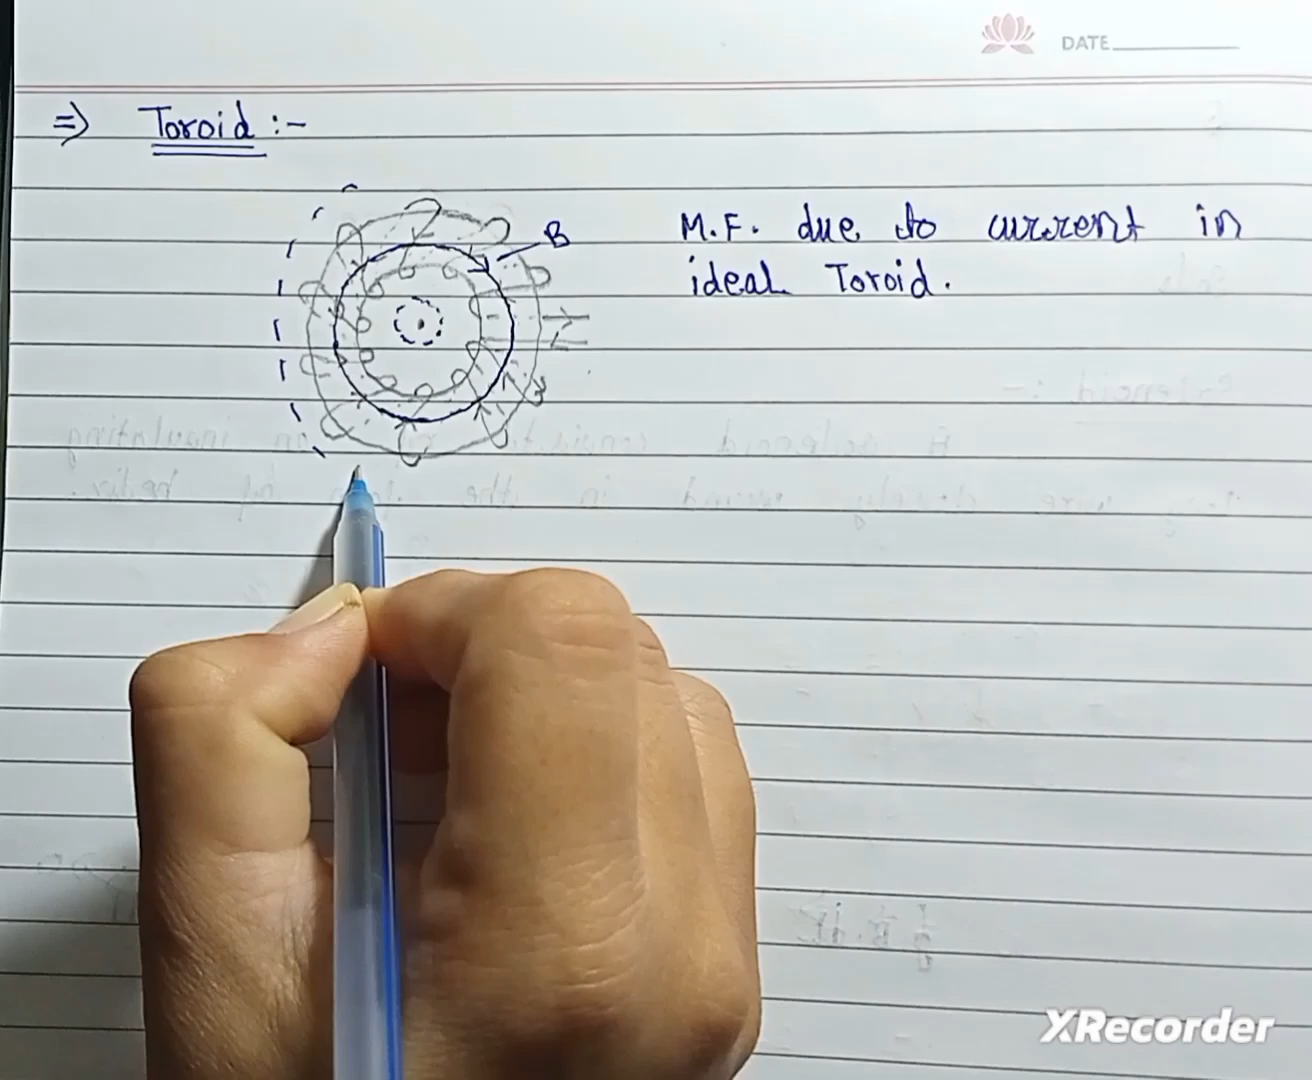 DATE
⇒ Toroid :-
B
M.F. due to current in
ideal Toroid.
XRecorder